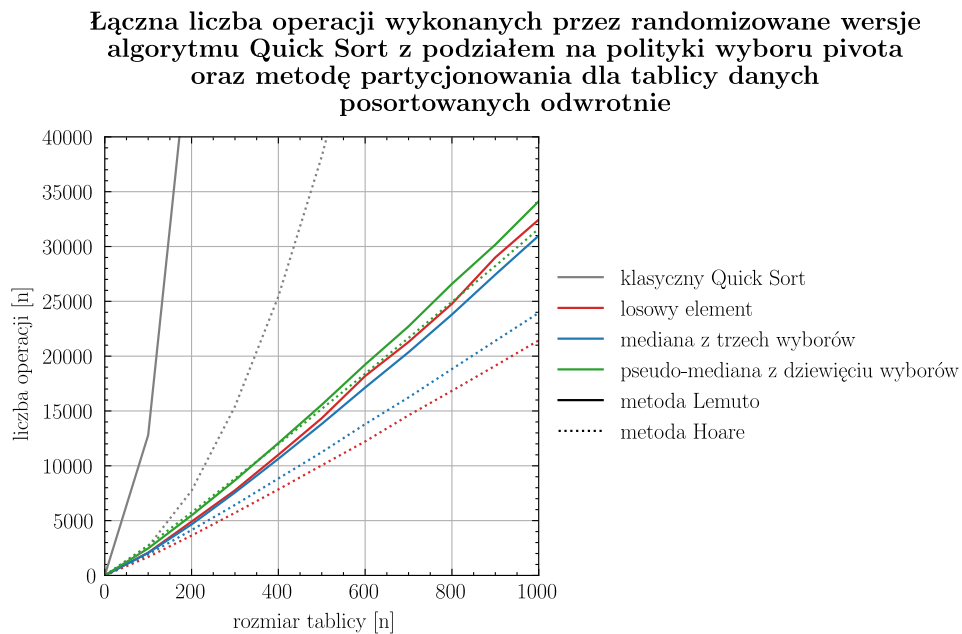 Łączna liczba operacji wykonanych przez randomizowane wersje
algorytmu Quick Sort z podziałem na polityki wyboru pivota
oraz metodę partycjonowania dla tablicy danych
posortowanych odwrotnie
40000
35000
30000
25000
20000
15000
10000
5000
0
liczba operacji [n]
0 200 400 600 800 1000
rozmiar tablicy [n]
klasyczny Quick Sort
losowy element
mediana z trzech wyborów
pseudo-mediana z dziewięciu wyborów
metoda Lemuto
metoda Hoare